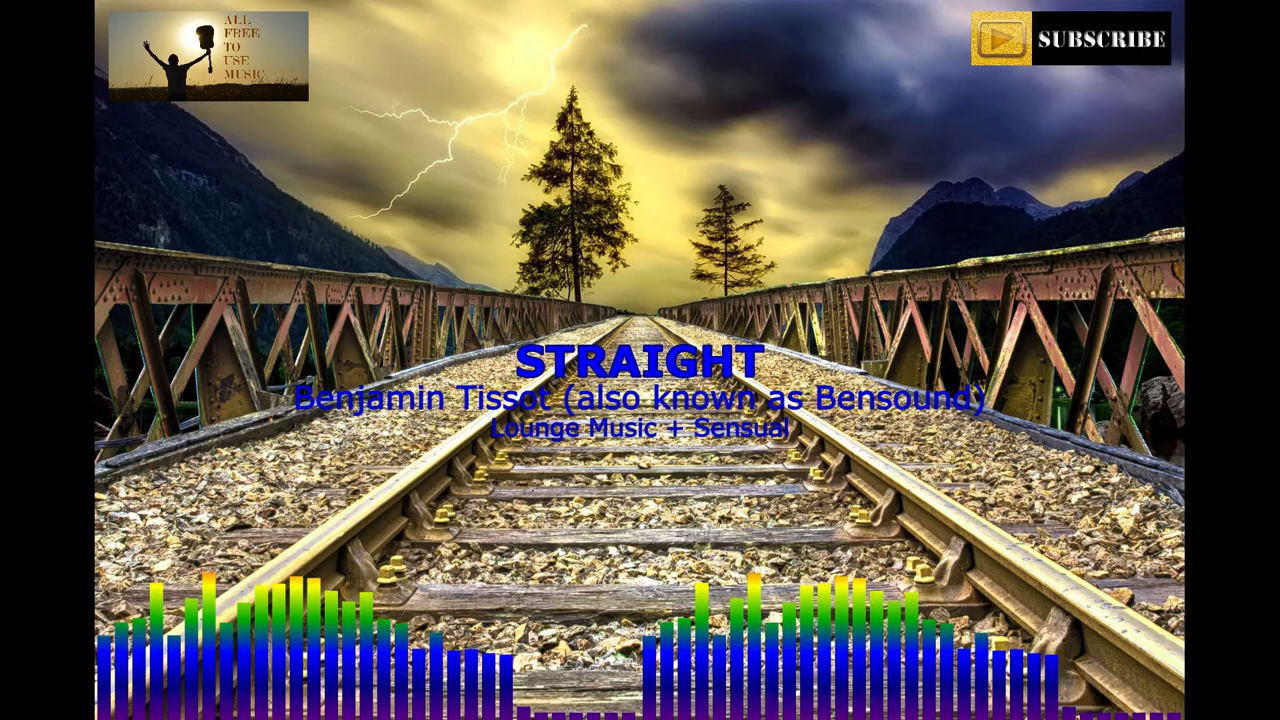 ALL
FREE
TO
USE
MUSIC
SUBSCRIBE
STRAIGHT
Benjamin Tissot (also known as Bensound)
Lounge Music + Sensual